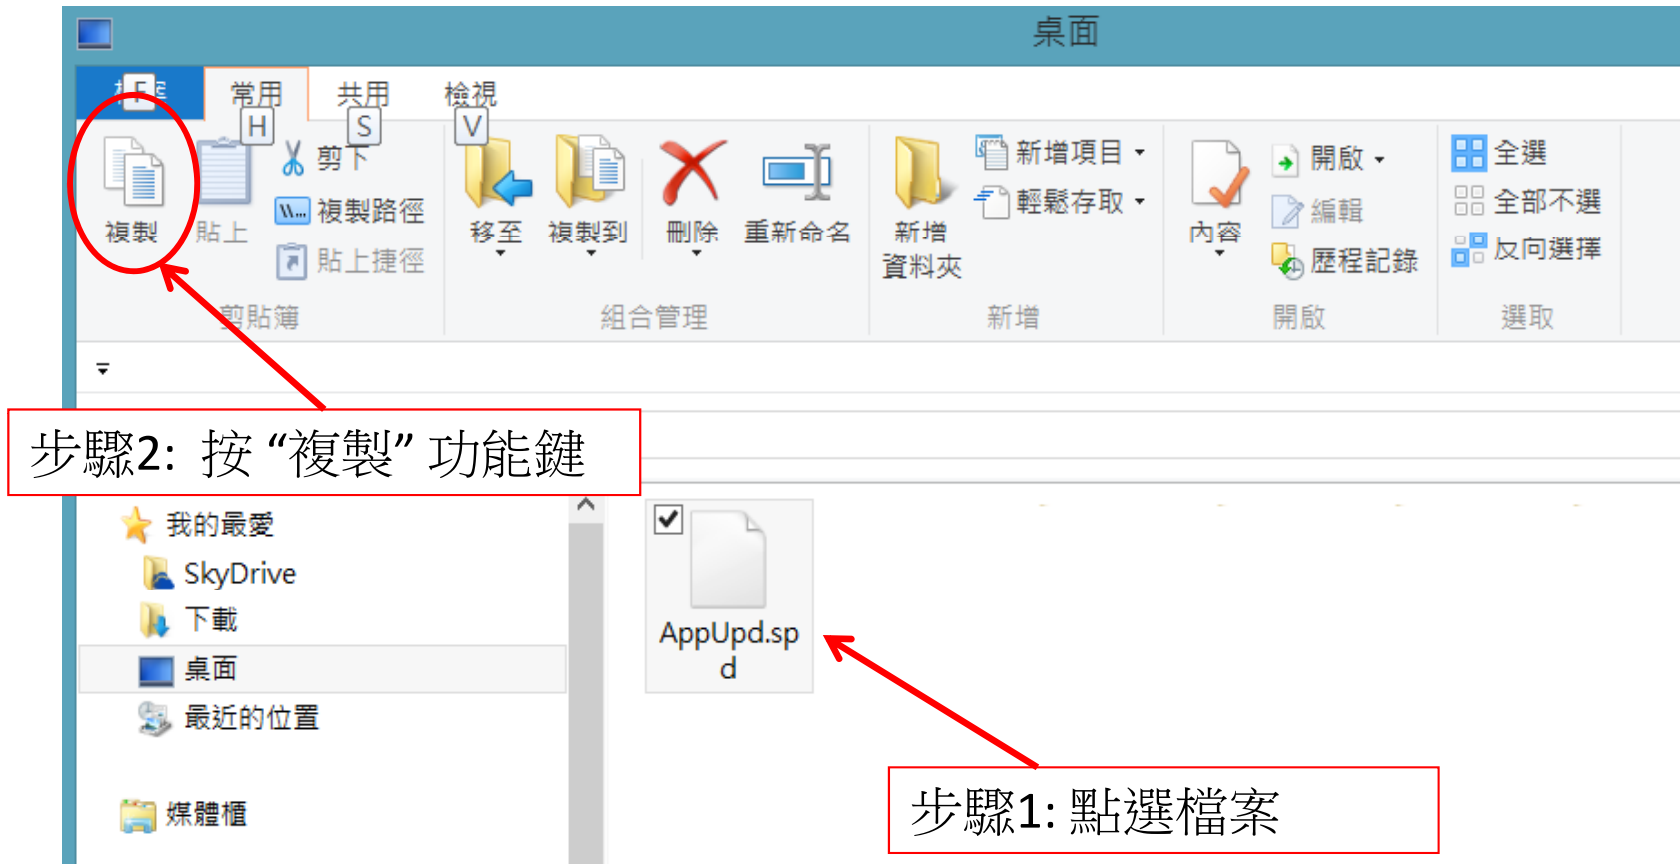 桌面
F
常用
共用
檢視
H
S
V
複製
貼上
剪下
複製路徑
貼上捷徑
剪貼簿
移至
複製到
刪除
重新命名
組合管理
新增
資料夾
新增項目
輕鬆存取
新增
內容
開啟
編輯
歷程記錄
開啟
全選
全部不選
反向選擇
選取
步驟2: 按 “複製” 功能鍵
我的最愛
SkyDrive
下載
桌面
最近的位置
媒體櫃
AppUpd.sp
d
步驟1: 點選檔案